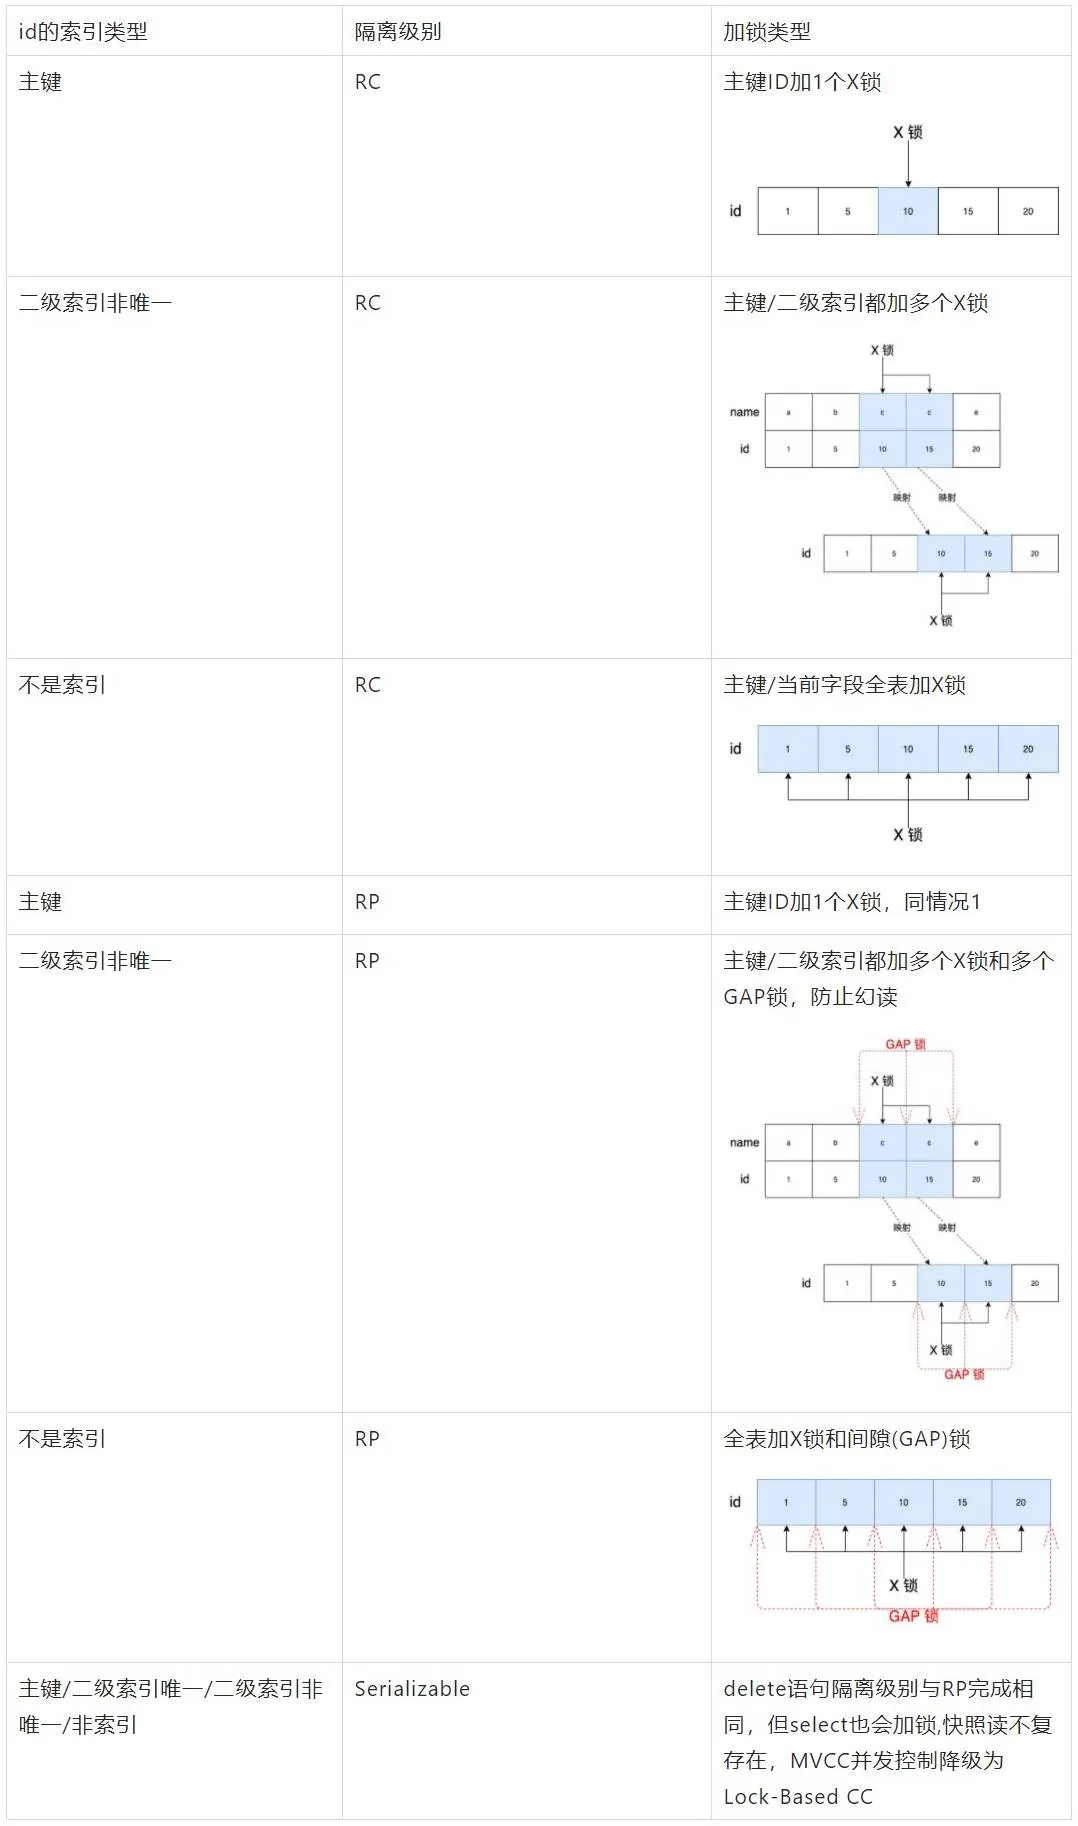 id的索引类型 隔离级别 加锁类型
主键 RC 主键ID加1个X锁
X 锁
id 1 5 10 15 20
二级索引非唯一 RC 主键/二级索引都加多个X锁
X 锁
name a b c c e
id 1 5 10 15 20
映射 映射
id 1 5 10 15 20
X 锁
不是索引 RC 主键/当前字段全表加X锁
id 1 5 10 15 20
X 锁
主键 RP 主键ID加1个X锁，同情况1
二级索引非唯一 RP 主键/二级索引都加多个X锁和多个
GAP锁，防止幻读
GAP 锁
X 锁
name a b c c e
id 1 5 10 15 20
映射 映射
id 1 5 10 15 20
X 锁
GAP 锁
不是索引 RP 全表加X锁和间隙(GAP)锁
id 1 5 10 15 20
X 锁
GAP 锁
主键/二级索引唯一/二级索引非 Serializable delete语句隔离级别与RP完成相
唯一/非索引 同，但select也会加锁,快照读不复
存在，MVCC并发控制降级为
Lock-Based CC